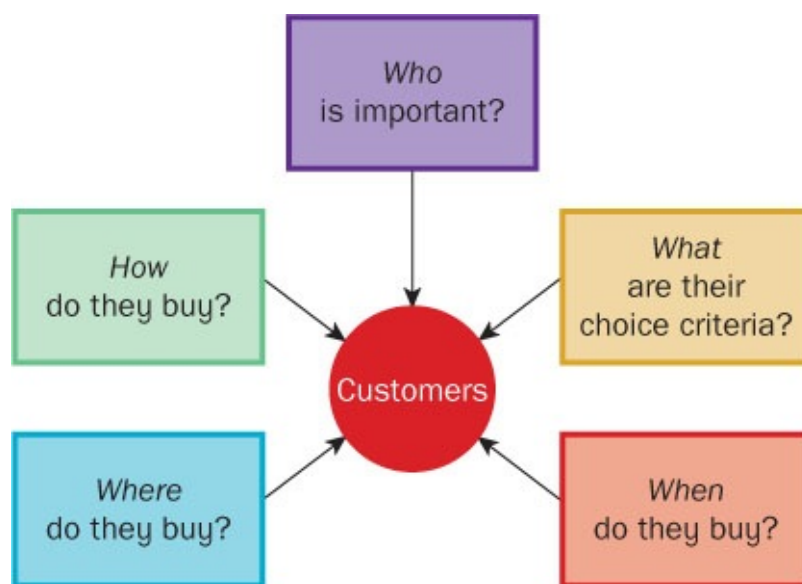 Who
is important?
How
do they buy?
What
are their
choice criteria?
Customers
Where
do they buy?
When
do they buy?